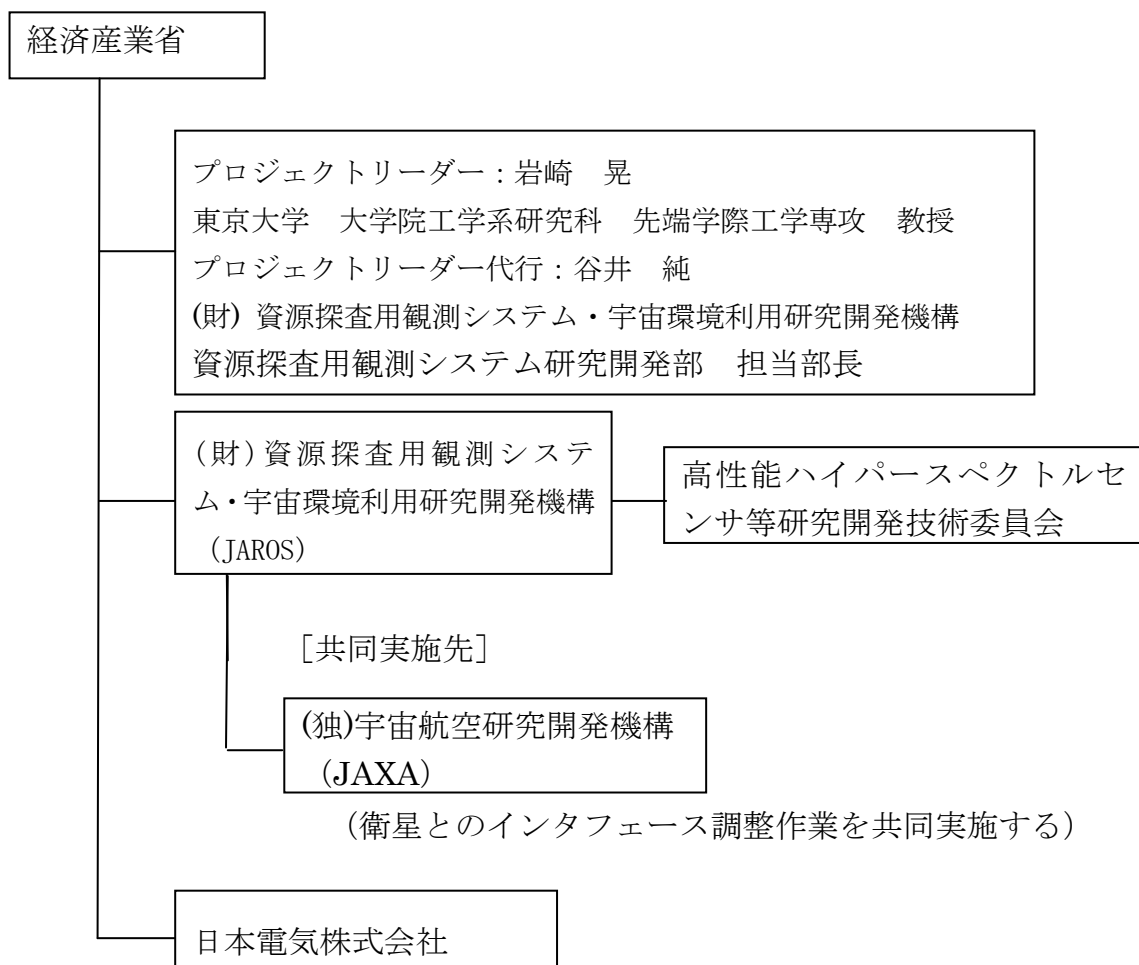 経済産業省
プロジェクトリーダー：岩崎　晃
東京大学　大学院工学系研究科　先端学際工学専攻　教授
プロジェクトリーダー代行：谷井　純
(財) 資源探査用観測システム・宇宙環境利用研究開発機構
資源探査用観測システム研究開発部　担当部長
(財)資源探査用観測システ
ム・宇宙環境利用研究開発機構
（JAROS）
高性能ハイパースペクトルセ
ンサ等研究開発技術委員会
［共同実施先］
(独)宇宙航空研究開発機構
（JAXA）
（衛星とのインタフェース調整作業を共同実施する）
日本電気株式会社